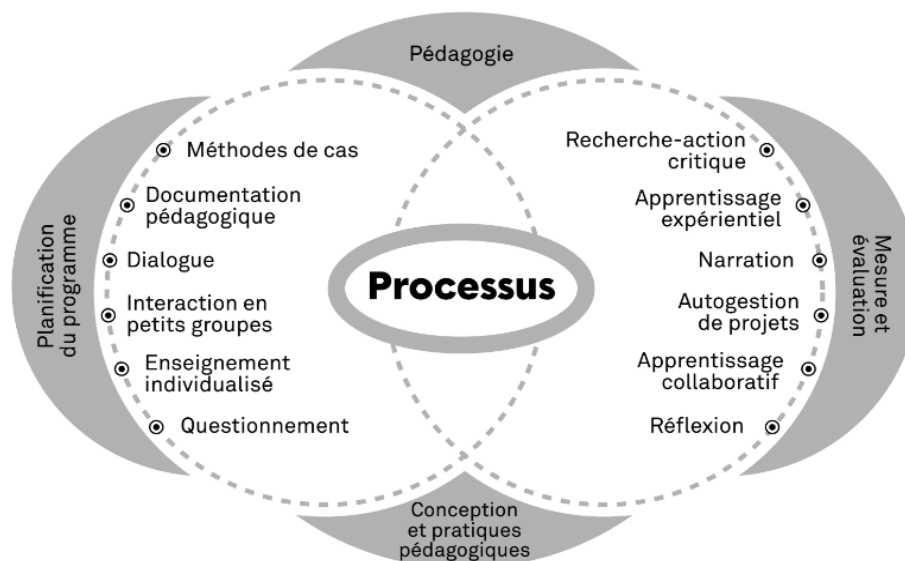 Pédagogie
Planification
du programme
Méthodes de cas
Documentation
pédagogique
Dialogue
Interaction en
petits groupes
Enseignement
individualisé
Questionnement
Processus
Recherche-action
critique
Apprentissage
expérientiel
Narration
Autogestion
de projets
Apprentissage
collaboratif
Réflexion
Mesure et
évaluation
Conception
et pratiques
pédagogiques